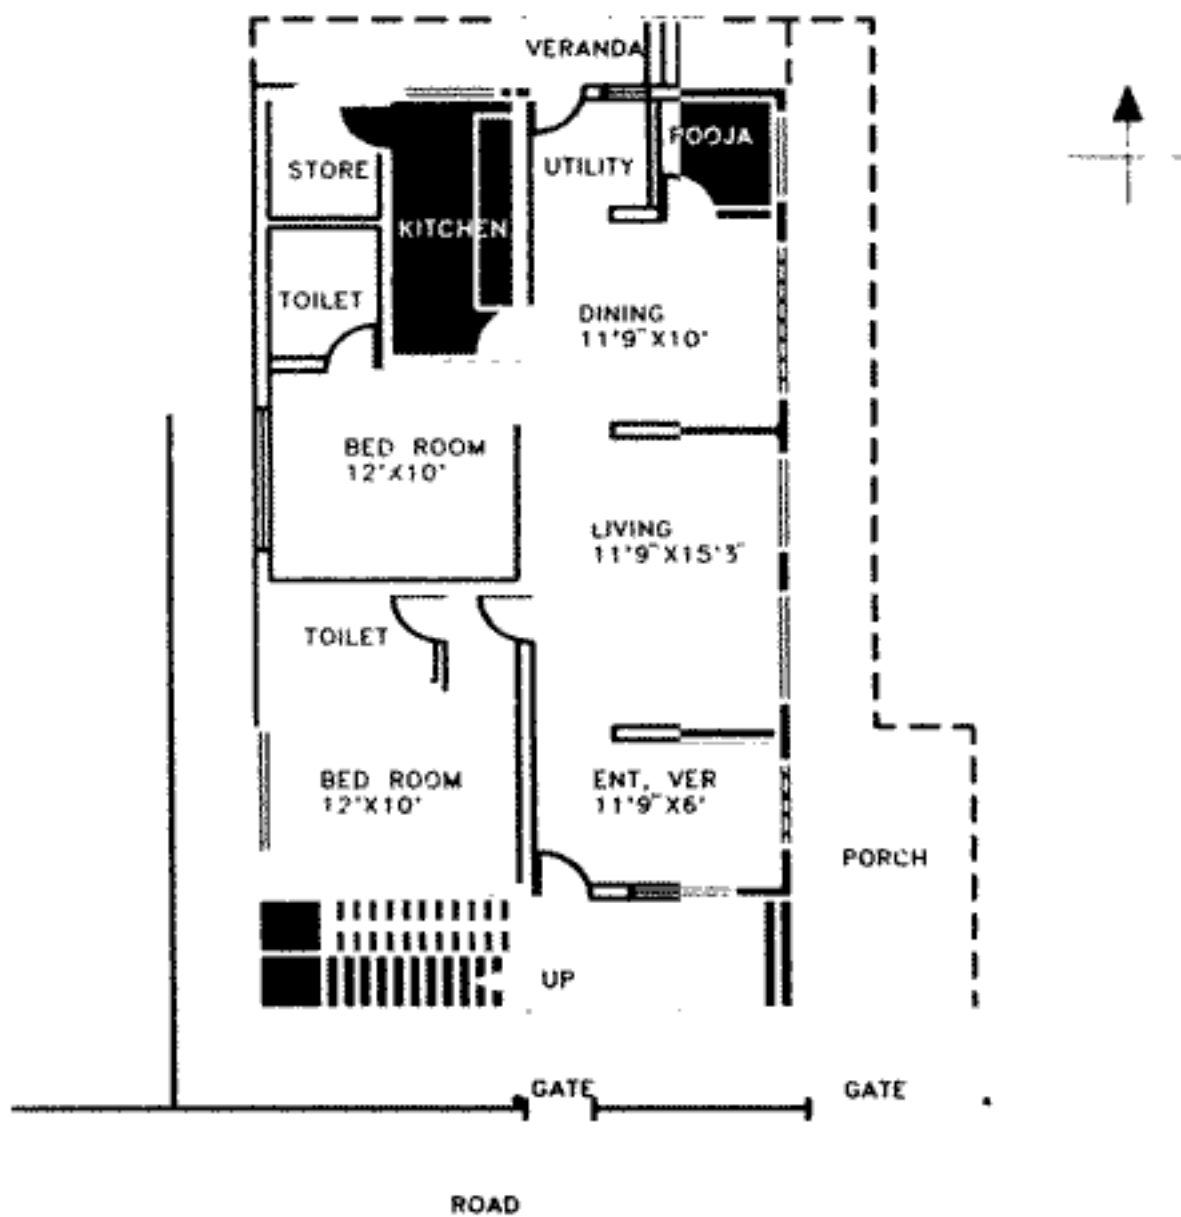 VERANDA
POOJA
STORE
UTILITY
KITCHEN
TOILET
DINING
11'9"X10'
BED ROOM
12'X10'
LIVING
11'9"X15'3"
TOILET
BED ROOM
12'X10'
ENT, VER
11'9"X6'
PORCH
UP
GATE
GATE
ROAD